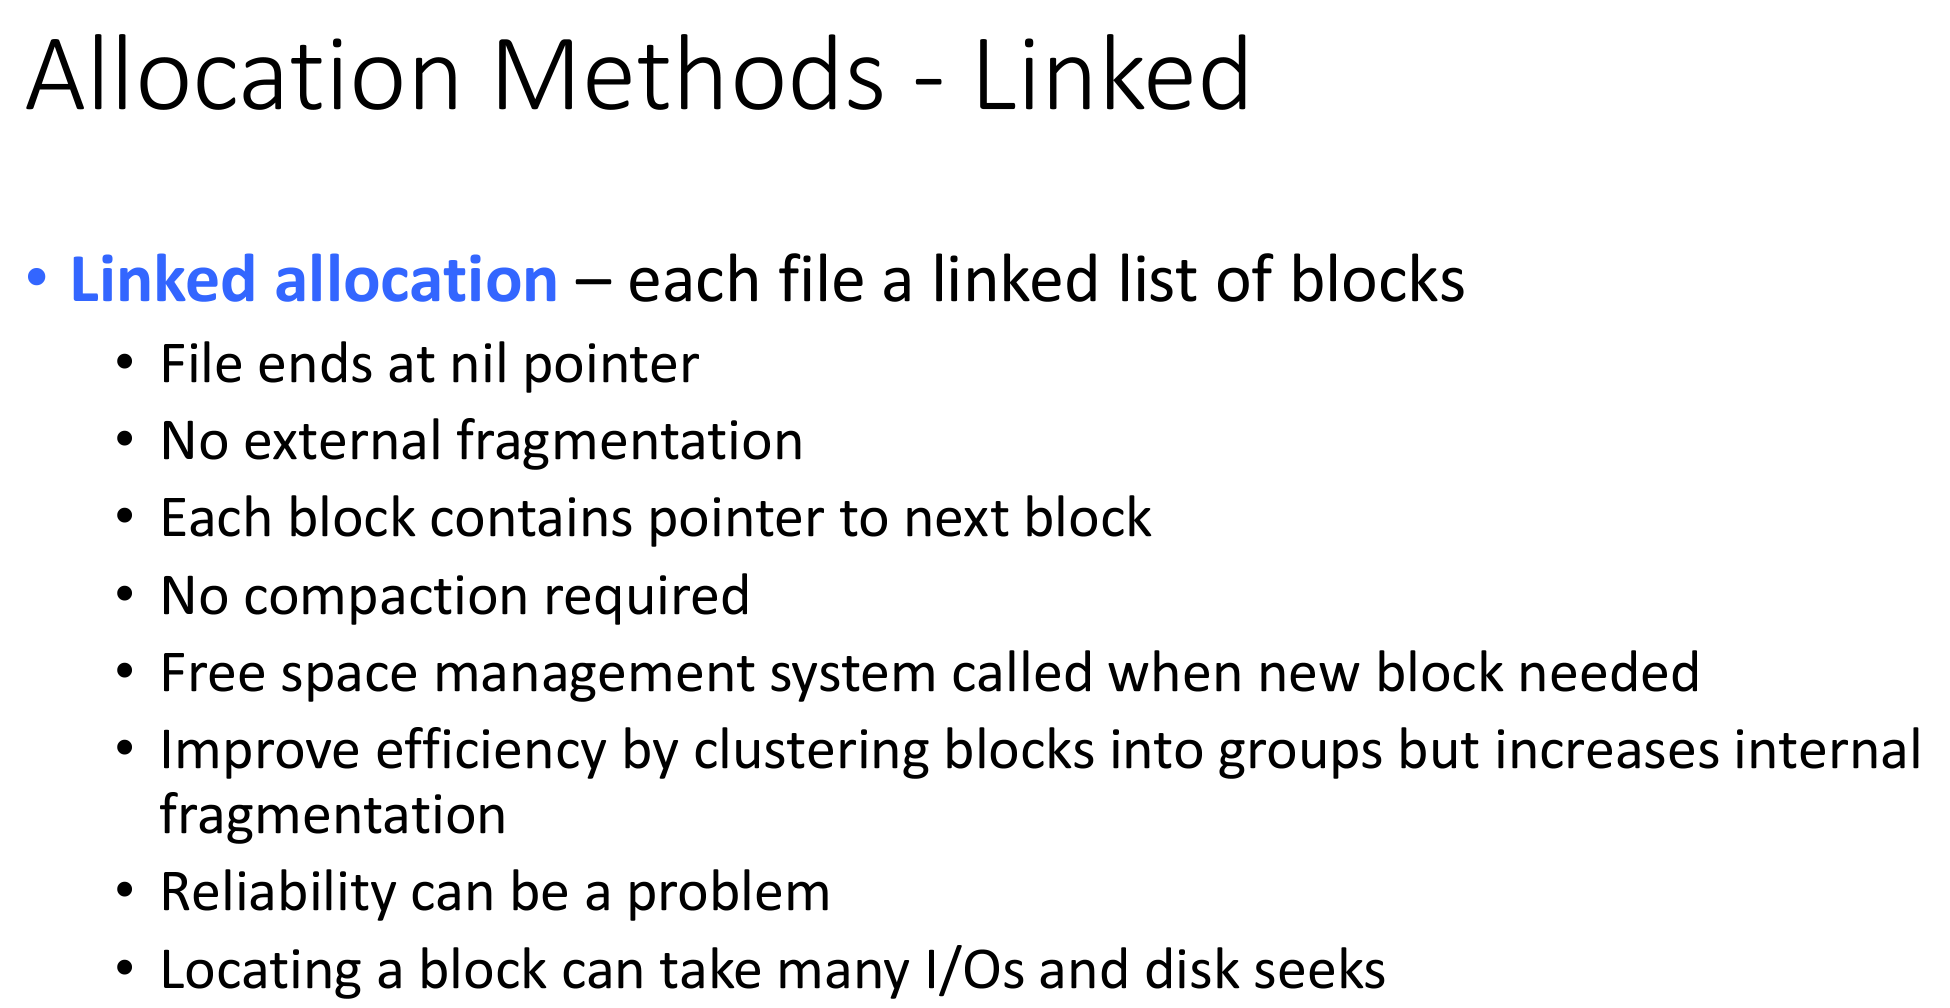 Allocation Methods - Linked
• Linked allocation – each file a linked list of blocks
• File ends at nil pointer
• No external fragmentation
• Each block contains pointer to next block
• No compaction required
• Free space management system called when new block needed
• Improve efficiency by clustering blocks into groups but increases internal
fragmentation
• Reliability can be a problem
• Locating a block can take many I/Os and disk seeks